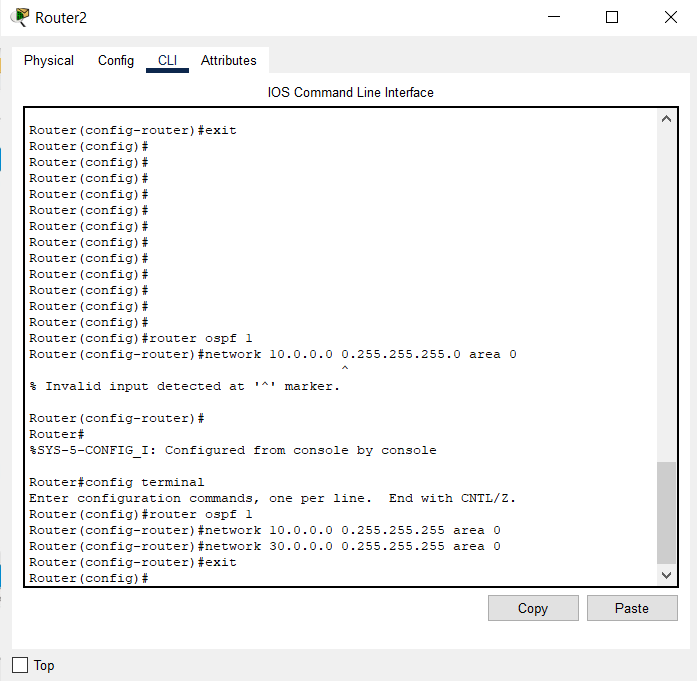 Router2
Physical Config CLI Attributes
IOS Command Line Interface
Router(config-router)#exit
Router(config)#
Router(config)#
Router(config)#
Router(config)#
Router(config)#
Router(config)#
Router(config)#
Router(config)#
Router(config)#
Router(config)#
Router(config)#
Router(config)#
Router(config)#router ospf 1
Router(config-router)#network 10.0.0.0 0.255.255.255.0 area 0
^
% Invalid input detected at '^' marker.
Router(config-router)#
Router#
%SYS-5-CONFIG_I: Configured from console by console
Router#config terminal
Enter configuration commands, one per line. End with CNTL/Z.
Router(config)#router ospf 1
Router(config-router)#network 10.0.0.0 0.255.255.255 area 0
Router(config-router)#network 30.0.0.0 0.255.255.255 area 0
Router(config-router)#exit
Router(config)#
Copy Paste
Top